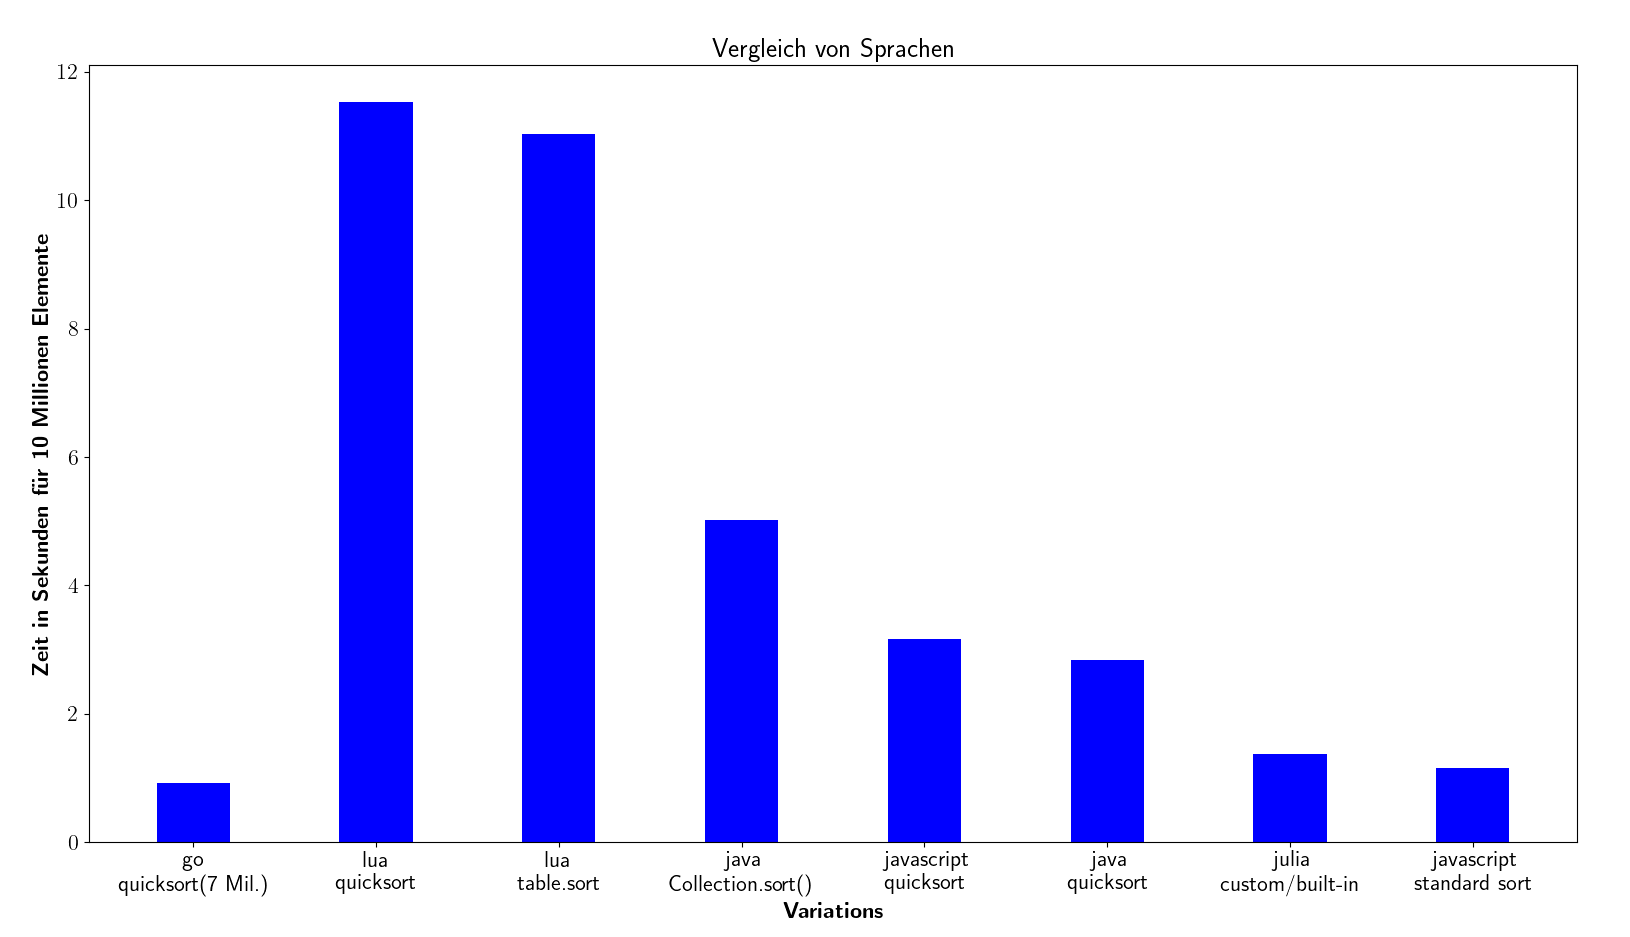 Vergleich von Sprachen
12
10
8
6
4
2
0
Zeit in Sekunden für 10 Millionen Elemente
go
quicksort(7 Mil.)
lua
quicksort
lua
table.sort
java
Collection.sort()
javascript
quicksort
java
quicksort
julia
custom/built-in
javascript
standard sort
Variations